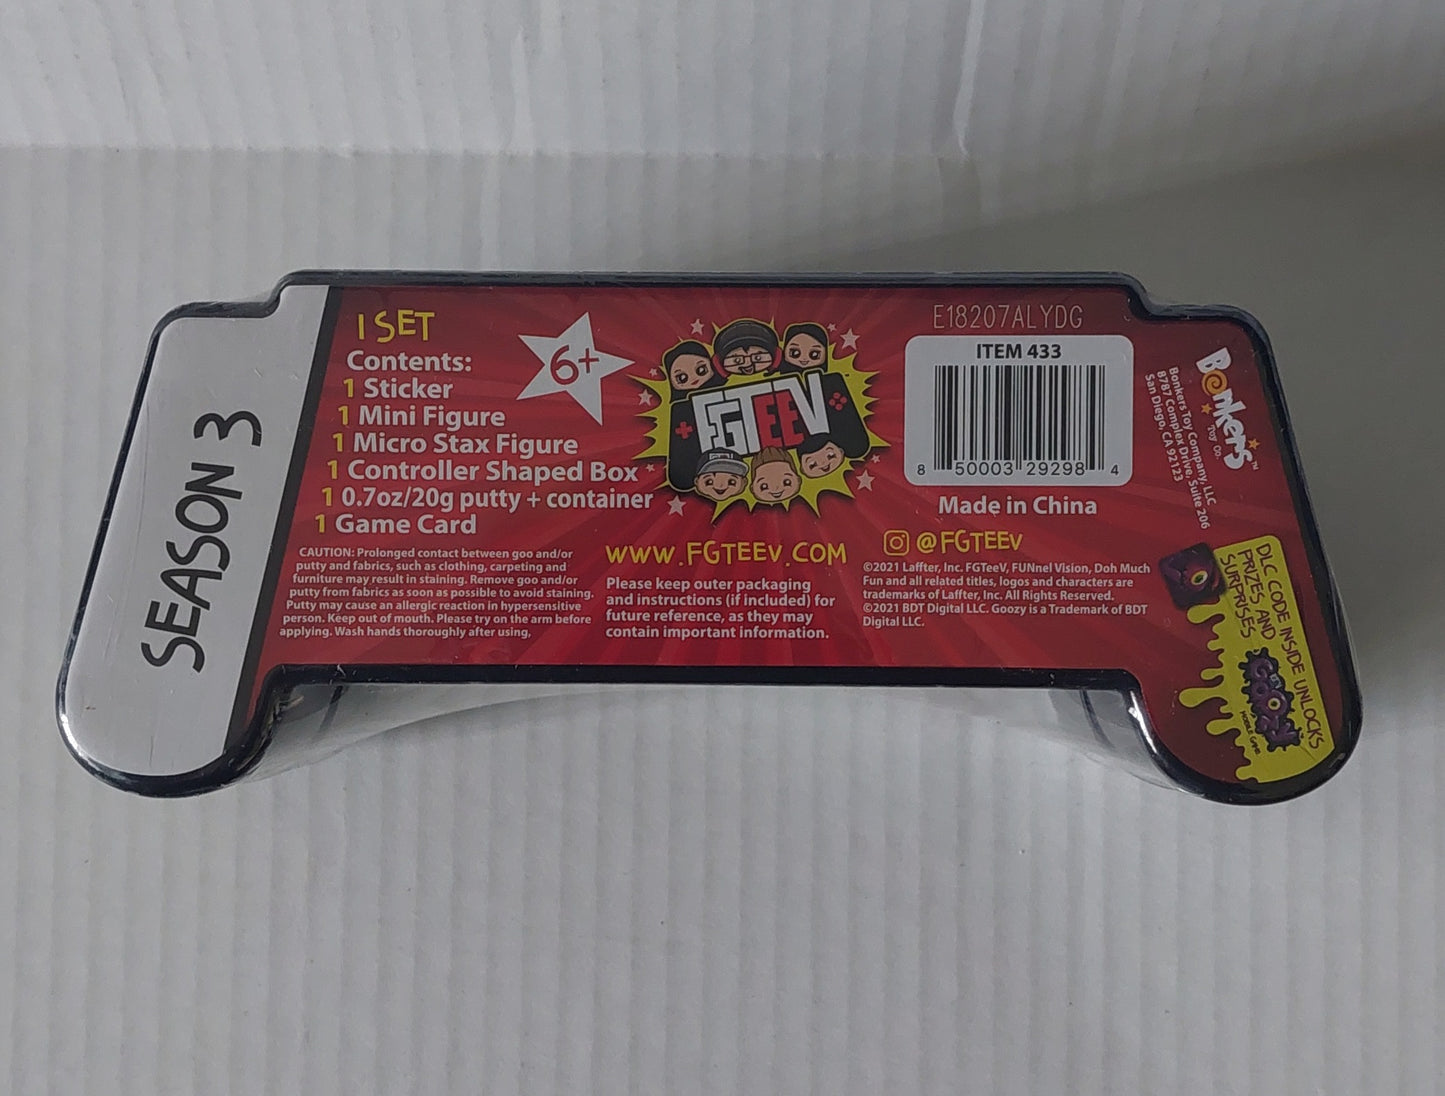 SEASON 3
1 SET
Contents:
1 Sticker
1 Mini Figure
1 Micro Stax Figure
1 Controller Shaped Box
1 0.7oz/20g putty + container
1 Game Card
6+
CAUTION: Prolonged contact between goo and/or
putty and fabrics, such as clothing, carpeting and
furniture may result in staining. Remove goo and/or
putty from fabrics as soon as possible to avoid staining.
Putty may cause an allergic reaction in hypersensitive
person. Keep out of mouth. Please try on the arm before
applying. Wash hands thoroughly after using,
FGTEEV
WWW.FGTEEV.COM
Please keep outer packaging
and instructions (if included) for
future reference, as they may
contain important information.
E18207ALYDG
ITEM 433
8 50003 29298 4
Made in China
@FGTEEV
©2021 Laffter, Inc. FGTeeV, FUNnel Vision, Doh Much
Fun and all related titles, logos and characters are
trademarks of Laffter, Inc. All Rights Reserved.
©2021 BDT Digital LLC. Goozy is a Trademark of BDT
Digital LLC.
Bonkers™
Toy Co.
Bonkers Toy Company, LLC
8787 Complex Drive, Suite 206
San Diego, CA 92123
DLC CODE INSIDE UNLOCKS
PRIZES AND
SURPRISES
GOOZY
MOBILE GAME